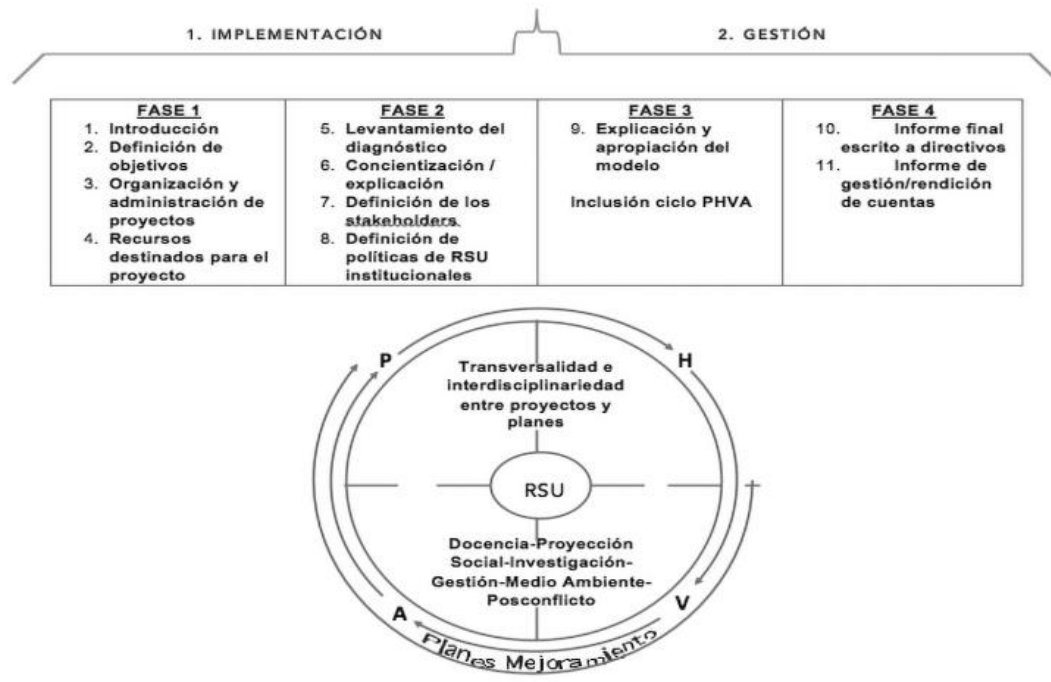 1. IMPLEMENTACIÓN
2. GESTIÓN
FASE 1
1. Introducción
2. Definición de
objetivos
3. Organización y
administración de
proyectos
4. Recursos
destinados para el
proyecto
FASE 2
5. Levantamiento del
diagnóstico
6. Concientización /
explicación
7. Definición de los
stakeholders.
8. Definición de
políticas de RSU
institucionales
FASE 3
9. Explicación y
apropiación del
modelo
Inclusión ciclo PHVA
FASE 4
10. Informe final
escrito a directivos
11. Informe de
gestión/rendición
de cuentas
P
H
Transversalidad e
interdisciplinariedad
entre proyectos y
planes
RSU
Docencia-Proyección
Social-Investigación-
Gestión-Medio Ambiente-
Posconflicto
A
V
Planes Mejoramiento